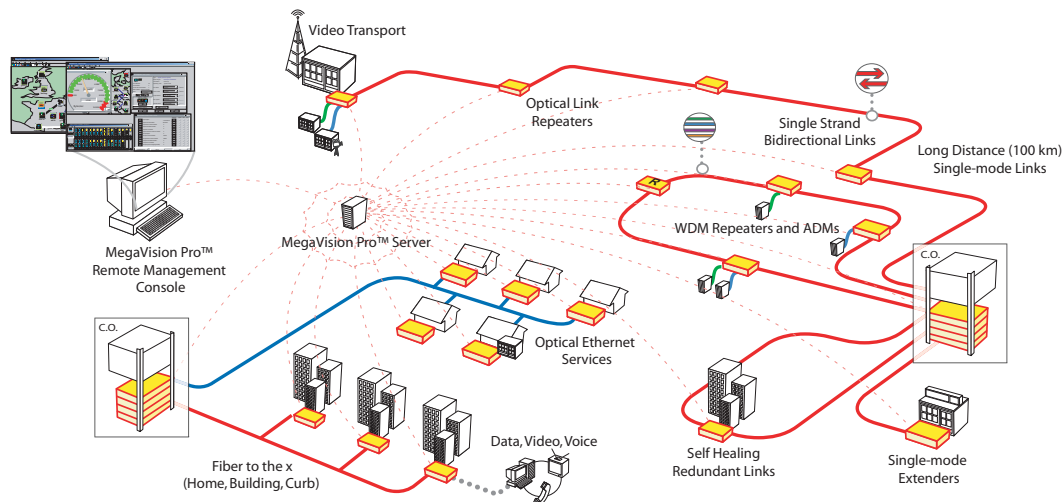 Video Transport
Optical Link
Repeaters
Single Strand
Bidirectional Links
Long Distance (100 km)
Single-mode Links
R
WDM Repeaters and ADMs
MegaVision Pro™ Server
MegaVision Pro™
Remote Management
Console
C.O.
C.O.
Optical Ethernet
Services
Data, Video, Voice
Fiber to the x
(Home, Building, Curb)
Self Healing
Redundant Links
Single-mode
Extenders